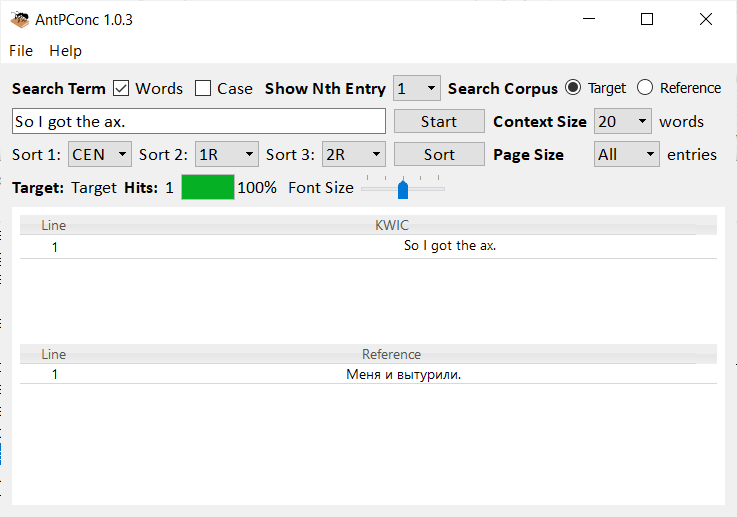 AntPConc 1.0.3
File Help
Search Term Words Case Show Nth Entry 1 Search Corpus Target Reference
So I got the ax. Start Context Size 20 words
Sort 1: CEN Sort 2: 1R Sort 3: 2R Sort Page Size All entries
Target: Target Hits: 1 100% Font Size
Line KWIC
1 So I got the ax.
Line Reference
1 Меня и вытурили.